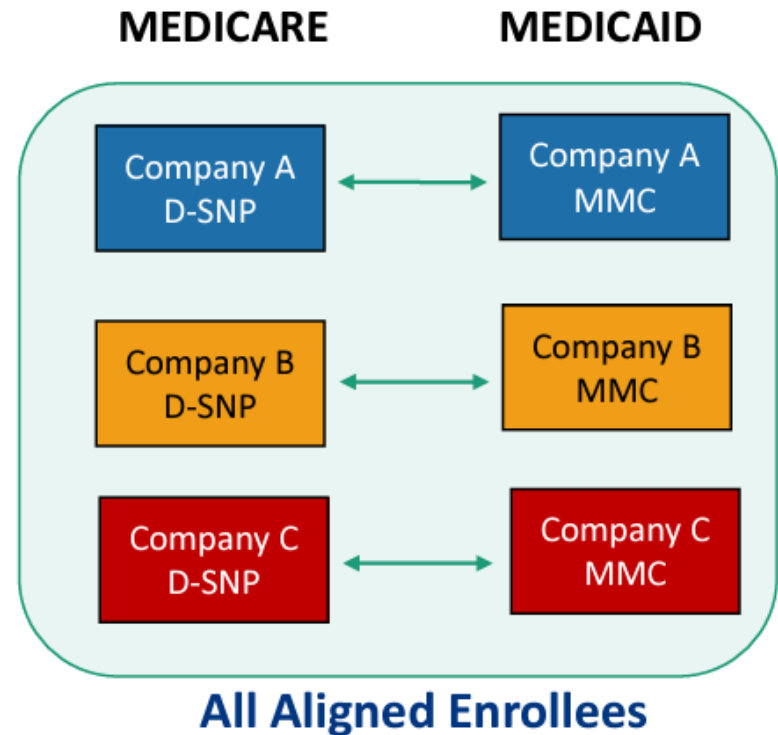 MEDICARE MEDICAID
Company A
D-SNP
Company A
MMC
Company B
D-SNP
Company B
MMC
Company C
D-SNP
Company C
MMC
All Aligned Enrollees